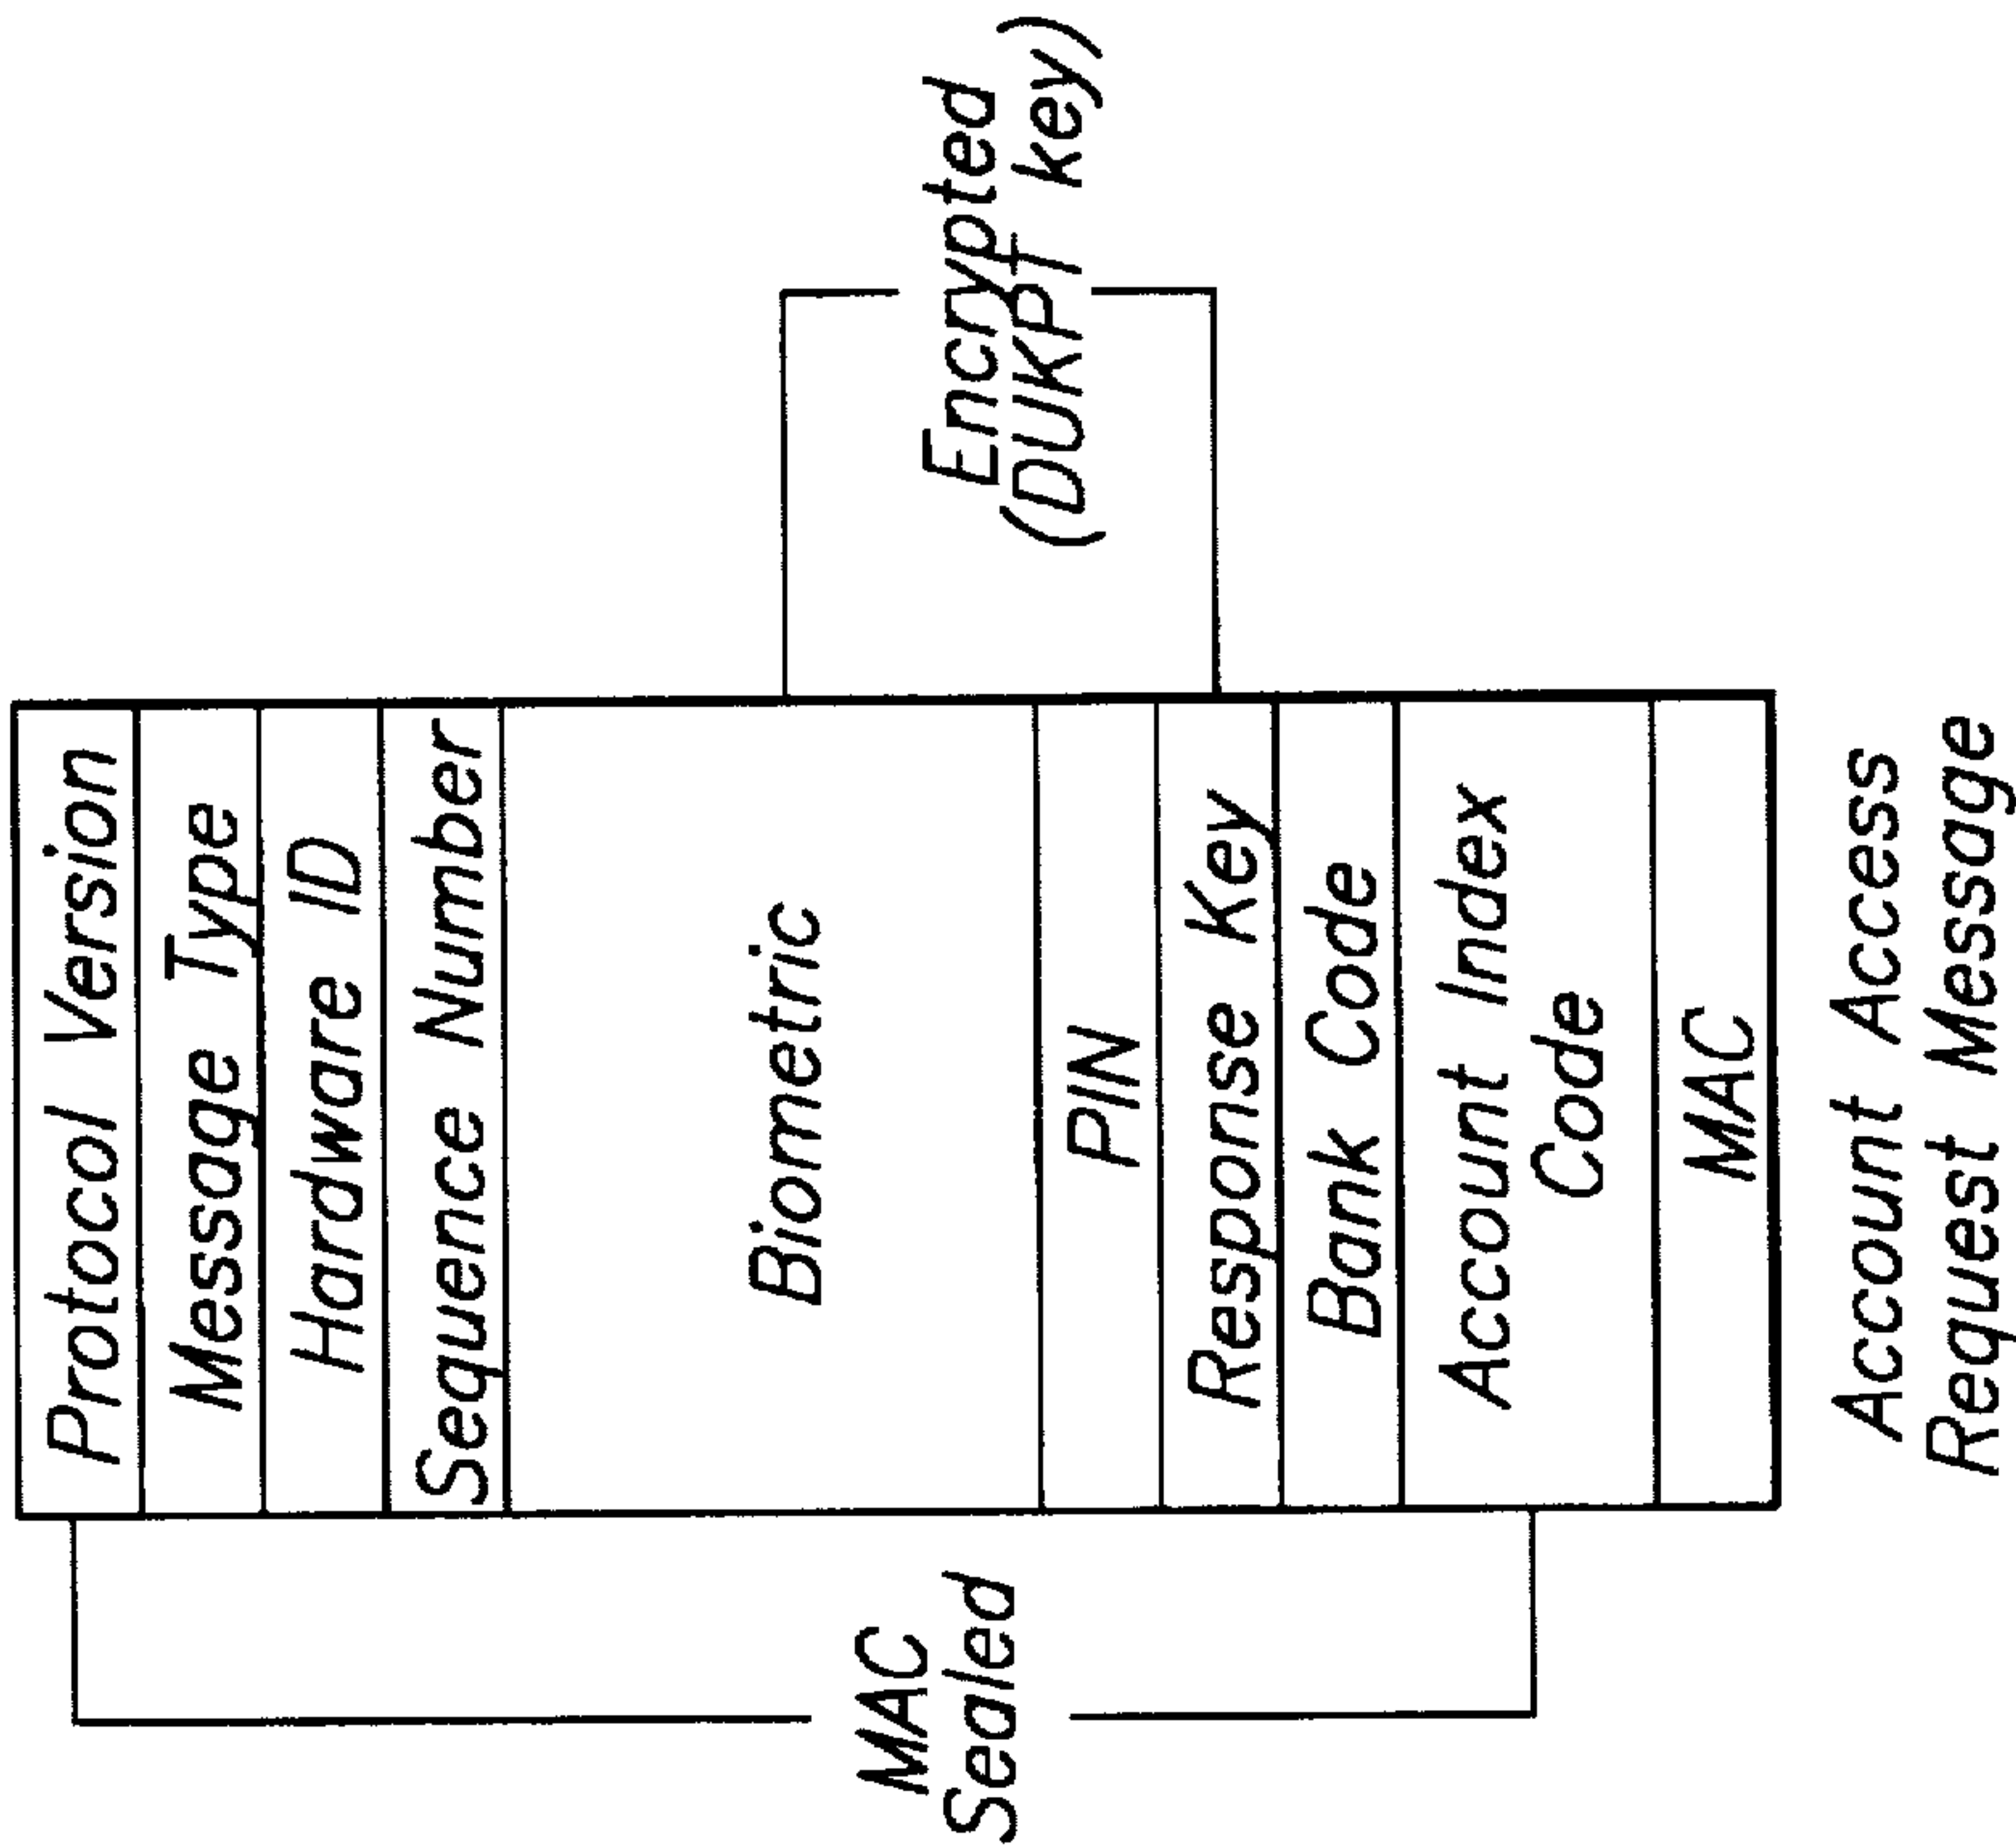 Protocol Version
Message Type
Hardware ID
Sequence Number
Biometric
PIN
Response Key
Bank Code
Account Index
Code
MAC
MAC
Sealed
Encrypted
(DUKPT key)
Account Access
Request Message